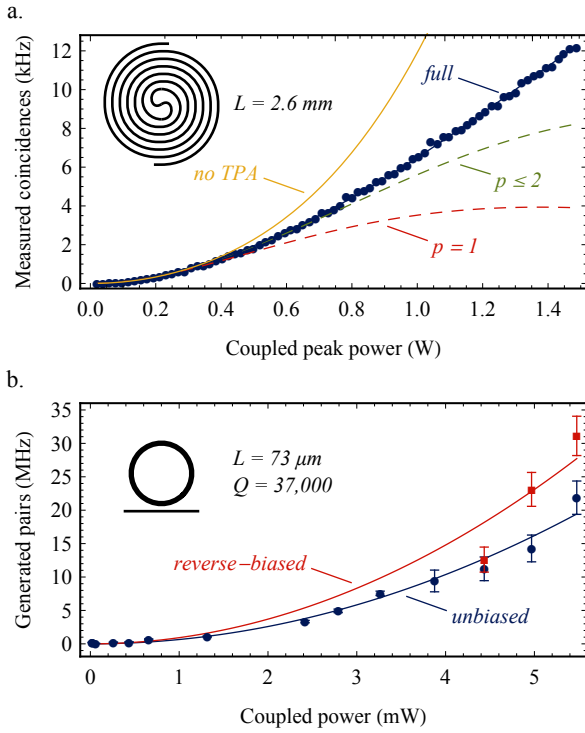 a.
Measured coincidences (kHz)
12
10
8
6
4
2
0
L = 2.6 mm
full
no TPA
p ≤ 2
p = 1
0.0 0.2 0.4 0.6 0.8 1.0 1.2 1.4
Coupled peak power (W)
b.
Generated pairs (MHz)
35
30
25
20
15
10
5
0
L = 73 μm
Q = 37,000
reverse−biased
unbiased
0 1 2 3 4 5
Coupled power (mW)